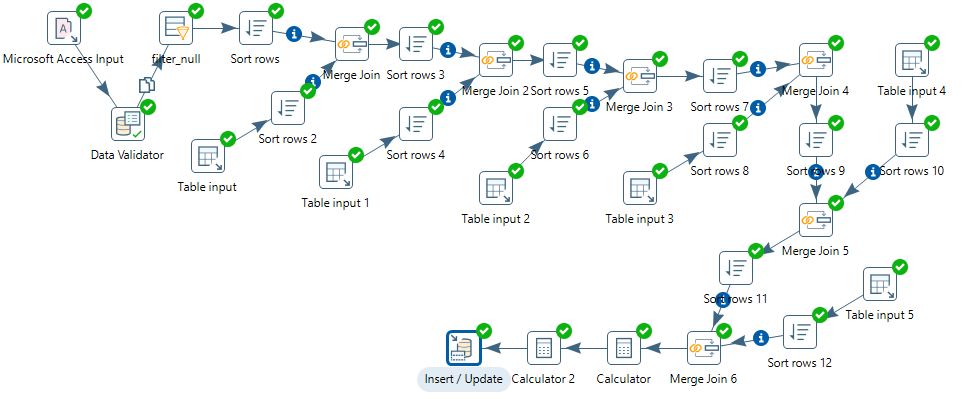 Microsoft Access Input
filter_null
Sort rows
Merge Join
Sort rows 3
Merge Join 2
Sort rows 5
Merge Join 3
Sort rows 7
Merge Join 4
Table input 4
Data Validator
Sort rows 2
Sort rows 4
Sort rows 6
Sort rows 8
Sort rows 9
Sort rows 10
Table input
Table input 1
Table input 2
Table input 3
Merge Join 5
Sort rows 11
Table input 5
Insert / Update
Calculator 2
Calculator
Merge Join 6
Sort rows 12